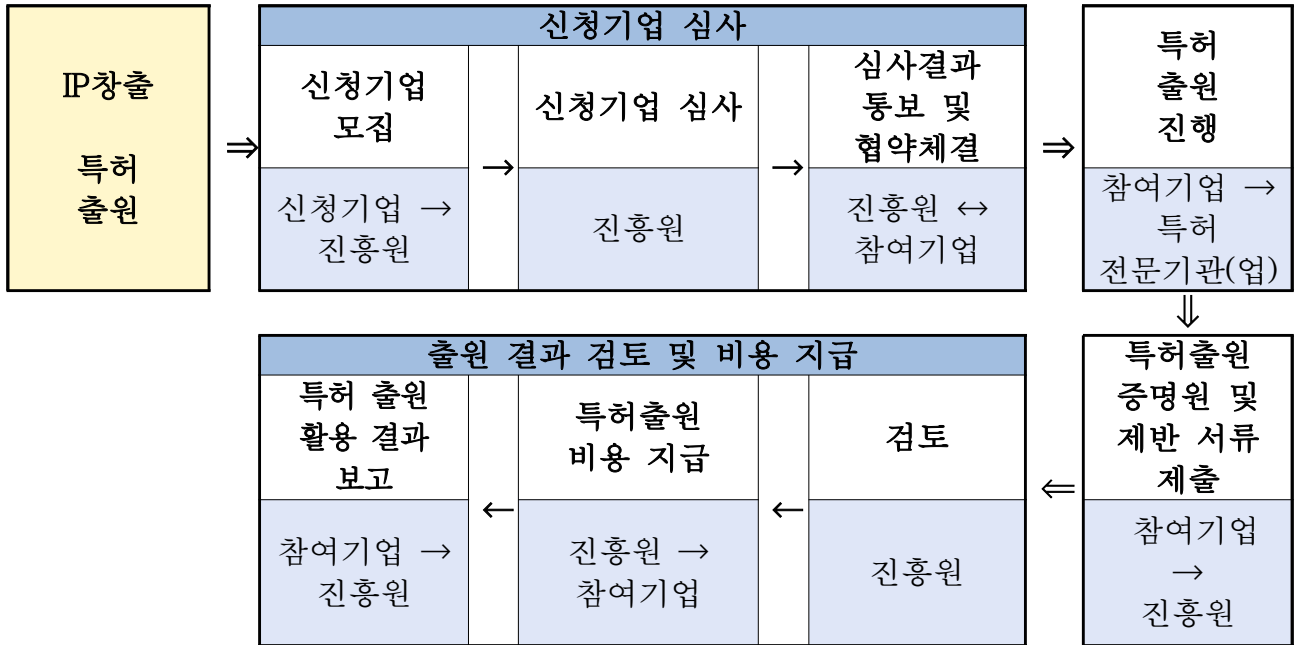 IP창출
특허
출원
⇒
신청기업 심사
신청기업
모집
신청기업 →
진흥원
→
신청기업 심사
진흥원
→
심사결과
통보 및
협약체결
진흥원 ↔
참여기업
⇒
특허
출원
진행
참여기업 →
특허
전문기관(업)
⇓
특허출원
증명원 및
제반 서류
제출
참여기업
→
진흥원
⇐
출원 결과 검토 및 비용 지급
검토
진흥원
←
특허출원
비용 지급
진흥원 →
참여기업
←
특허 출원
활용 결과
보고
참여기업 →
진흥원